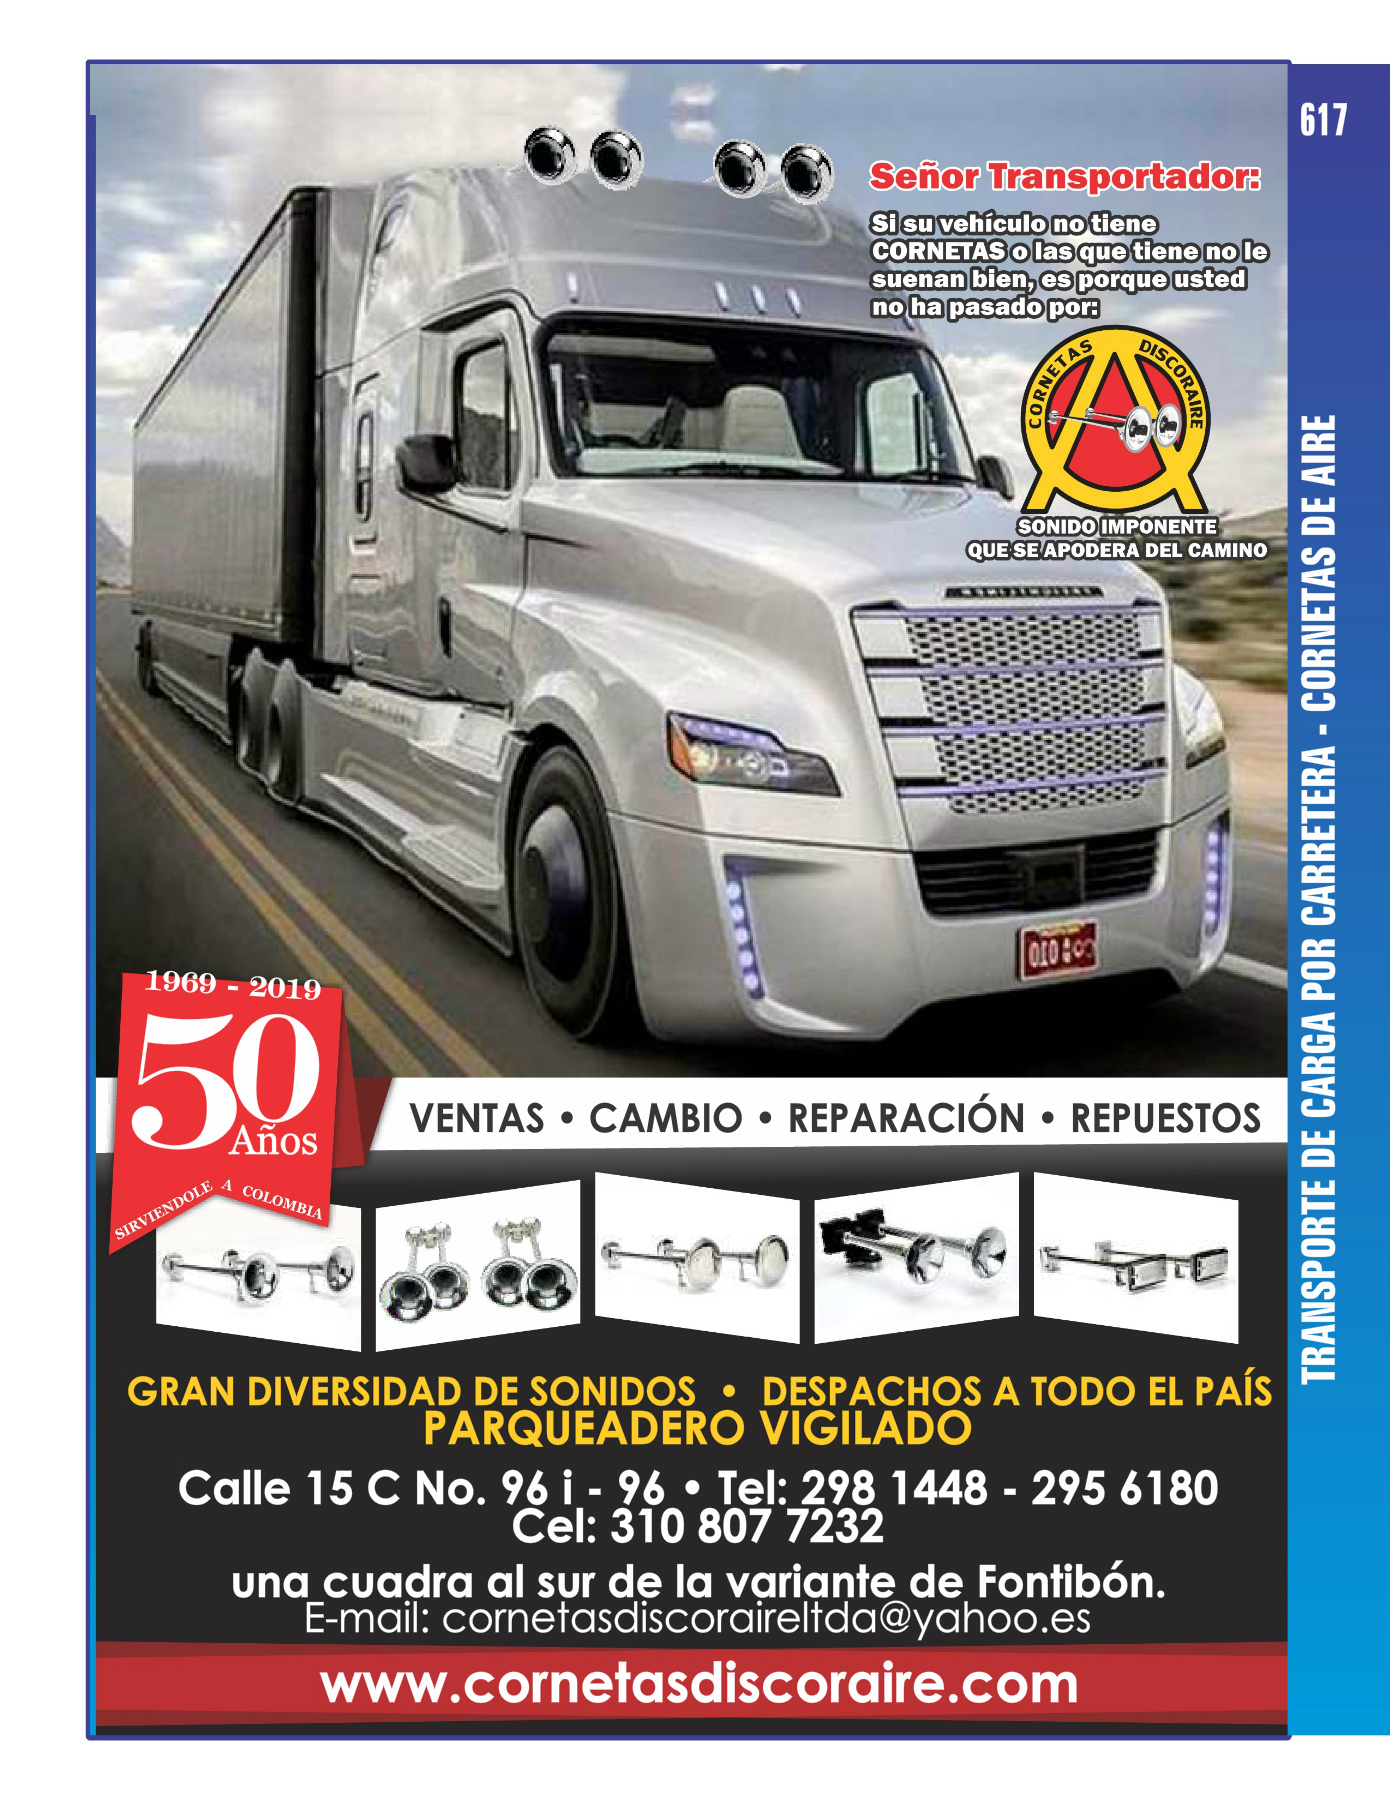 617
Señor Transportador:
Si su vehículo no tiene
CORNETAS o las que tiene no le
suenan bien, es porque usted
no ha pasado por:
CORNETAS DISCORAIRE
SONIDO IMPONENTE
QUE SE APODERA DEL CAMINO
TRANSPORTE DE CARGA POR CARRETERA - CORNETAS DE AIRE
1969 - 2019
50
Años
SIRVIENDOLE A COLOMBIA
VENTAS • CAMBIO • REPARACIÓN • REPUESTOS
GRAN DIVERSIDAD DE SONIDOS • DESPACHOS A TODO EL PAÍS
PARQUEADERO VIGILADO
Calle 15 C No. 96 i - 96 • Tel: 298 1448 - 295 6180
Cel: 310 807 7232
una cuadra al sur de la variante de Fontibón.
E-mail: cornetasdiscoraireltda@yahoo.es
www.cornetasdiscoraire.com